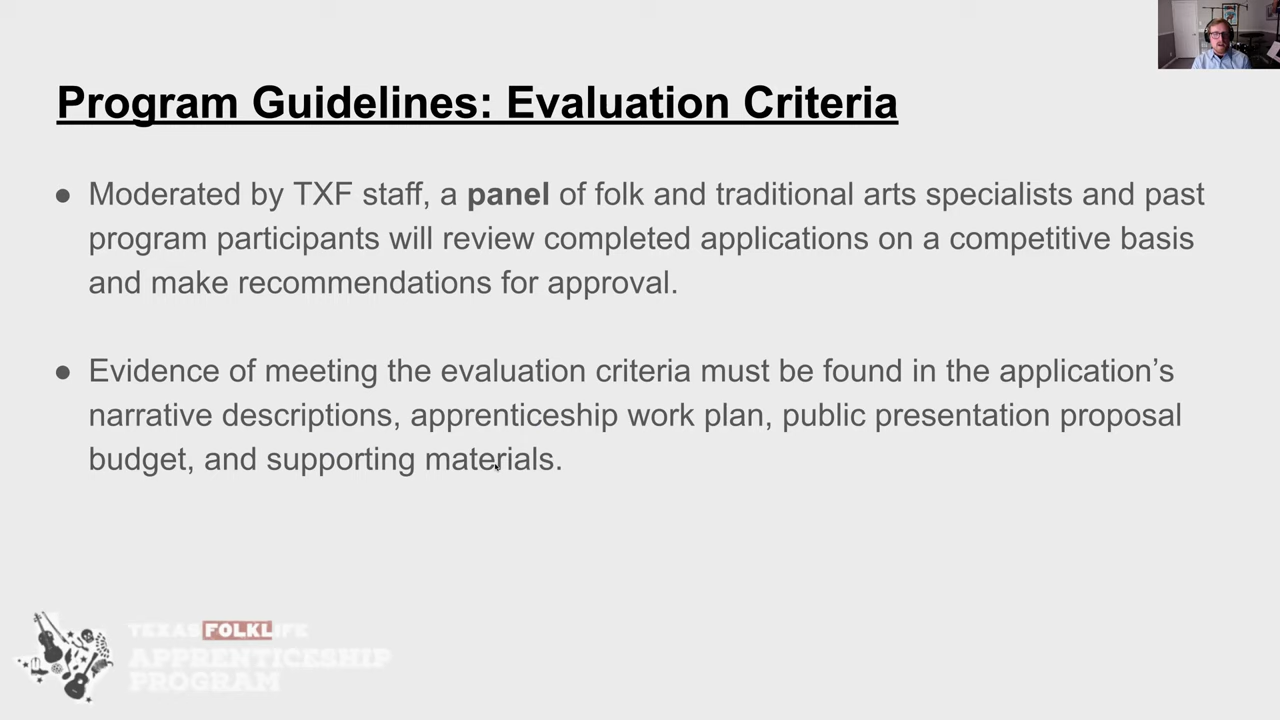 Program Guidelines: Evaluation Criteria
● Moderated by TXF staff, a panel of folk and traditional arts specialists and past
program participants will review completed applications on a competitive basis
and make recommendations for approval.
● Evidence of meeting the evaluation criteria must be found in the application’s
narrative descriptions, apprenticeship work plan, public presentation proposal
budget, and supporting materials.
TEXAS FOLKLIFE
APPRENTICESHIP
PROGRAM